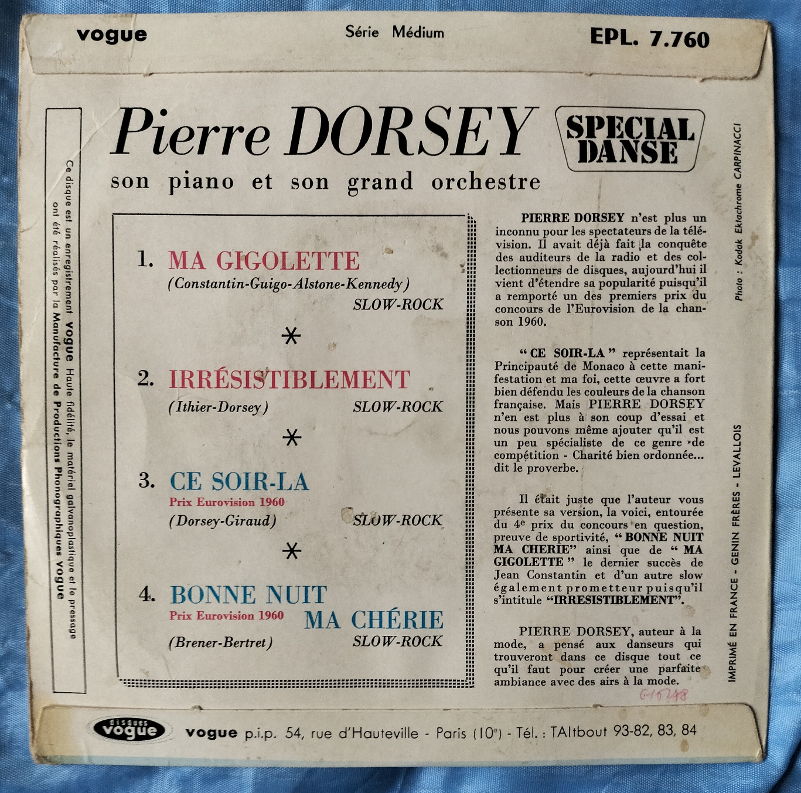 vogue
Série Médium
EPL. 7.760
Pierre DORSEY
SPECIAL
DANSE
son piano et son grand orchestre
1. MA GIGOLETTE
(Constantin-Guigo-Alstone-Kennedy)
SLOW-ROCK
*
2. IRRÉSISTIBLEMENT
(Ithier-Dorsey) SLOW-ROCK
*
3. CE SOIR-LA
Prix Eurovision 1960
(Dorsey-Giraud) SLOW-ROCK
*
4. BONNE NUIT
Prix Eurovision 1960 MA CHÉRIE
(Brener-Bertret) SLOW-ROCK
PIERRE DORSEY n'est plus un
inconnu pour les spectateurs de la télé-
vision. Il avait déjà fait la conquête
des auditeurs de la radio et des col-
lectionneurs de disques, aujourd'hui il
vient d'étendre sa popularité puisqu'il
a remporté un des premiers prix du
concours de l'Eurovision de la chan-
son 1960.
“ CE SOIR-LA ” représentait la
Principauté de Monaco à cette mani-
festation et ma foi, cette œuvre a fort
bien défendu les couleurs de la chanson
française. Mais PIERRE DORSEY
n'en est plus à son coup d'essai et
nous pouvons même ajouter qu'il est
un peu spécialiste de ce genre de
compétition - Charité bien ordonnée...
dit le proverbe.
Il était juste que l'auteur vous
présente sa version, la voici, entourée
du 4e prix du concours en question,
preuve de sportivité, “ BONNE NUIT
MA CHERIE” ainsi que de “ MA
GIGOLETTE ” le dernier succès de
Jean Constantin et d'un autre slow
également prometteur puisqu'il
s'intitule “IRRESISTIBLEMENT”.
PIERRE DORSEY, auteur à la
mode, a pensé aux danseurs qui
trouveront dans ce disque tout ce
qu'il faut pour créer une parfaite
ambiance avec des airs à la mode.
Photo : Kodak Ektachrome CARPINACCI
IMPRIMÉ EN FRANCE - GENIN FRÈRES - LEVALLOIS
Ce disque est un enregistrement vogue Haute fidélité, le matériel galvanoplastique et le pressage
ont été réalisés par la Manufacture de Productions Phonographiques VOGUE
disques
vogue
vogue p.i.p. 54, rue d'Hauteville - Paris (10e) - Tél. : TAltbout 93-82, 83, 84